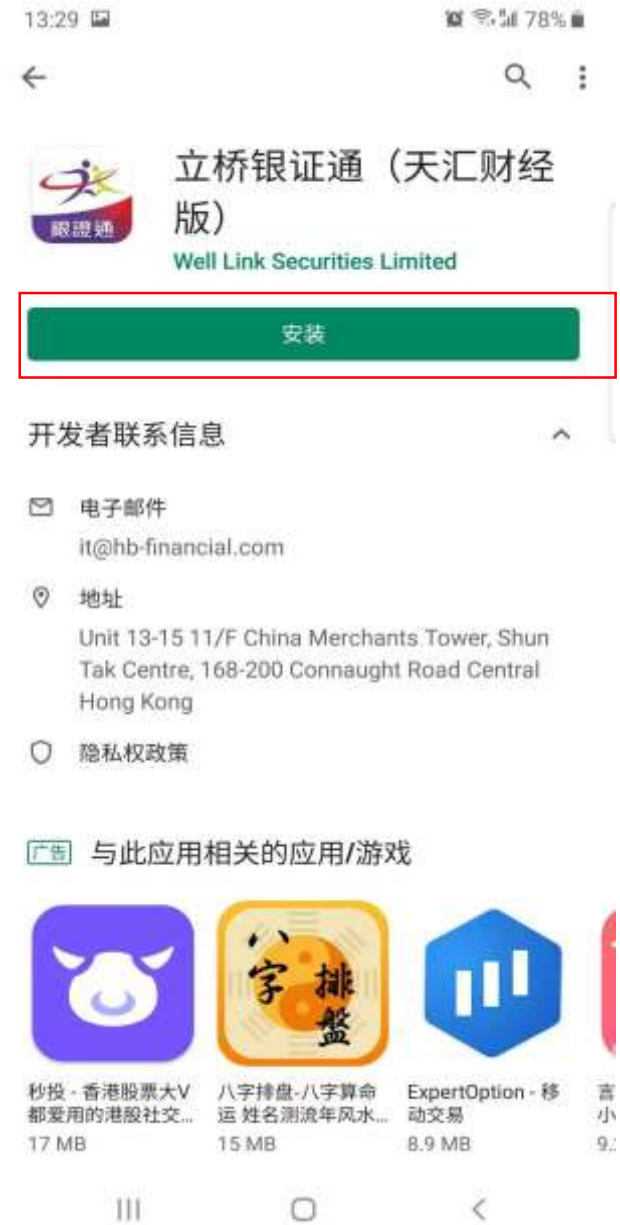 13:29
78%
立桥银证通（天汇财经
版）
銀證通
Well Link Securities Limited
安装
开发者联系信息
电子邮件
it@hb-financial.com
地址
Unit 13-15 11/F China Merchants Tower, Shun
Tak Centre, 168-200 Connaught Road Central
Hong Kong
隐私权政策
广告 与此应用相关的应用/游戏
八字 排盤
秒投 - 香港股票大V
都爱用的港股社交...
17 MB
八字排盘-八字算命
运 姓名测流年风水...
15 MB
ExpertOption - 移
动交易
8.9 MB
言
小
9.